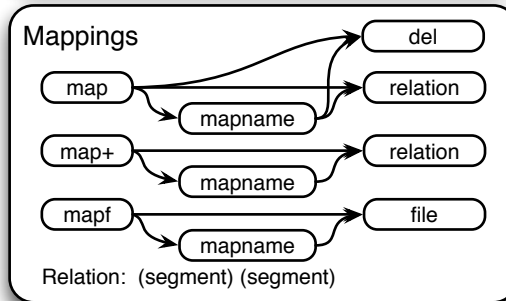 Mappings
del
map
relation
mapname
map+
relation
mapname
mapf
file
mapname
Relation: (segment) (segment)